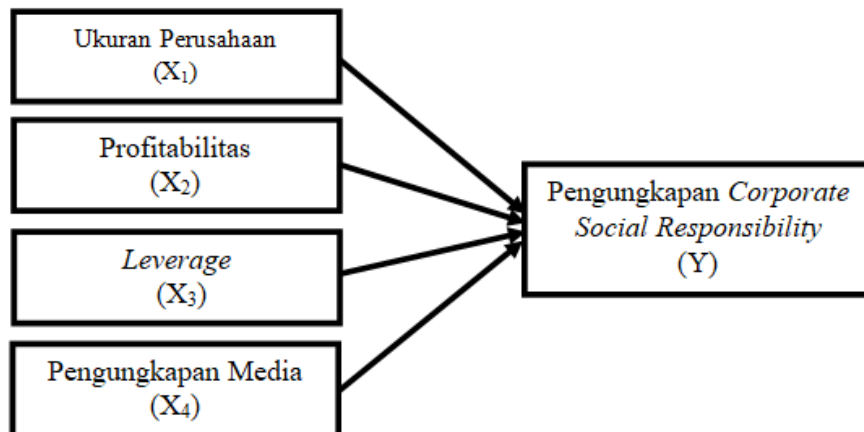 Ukuran Perusahaan
(X₁)
Profitabilitas
(X₂)
Leverage
(X₃)
Pengungkapan Media
(X₄)
Pengungkapan Corporate
Social Responsibility
(Y)